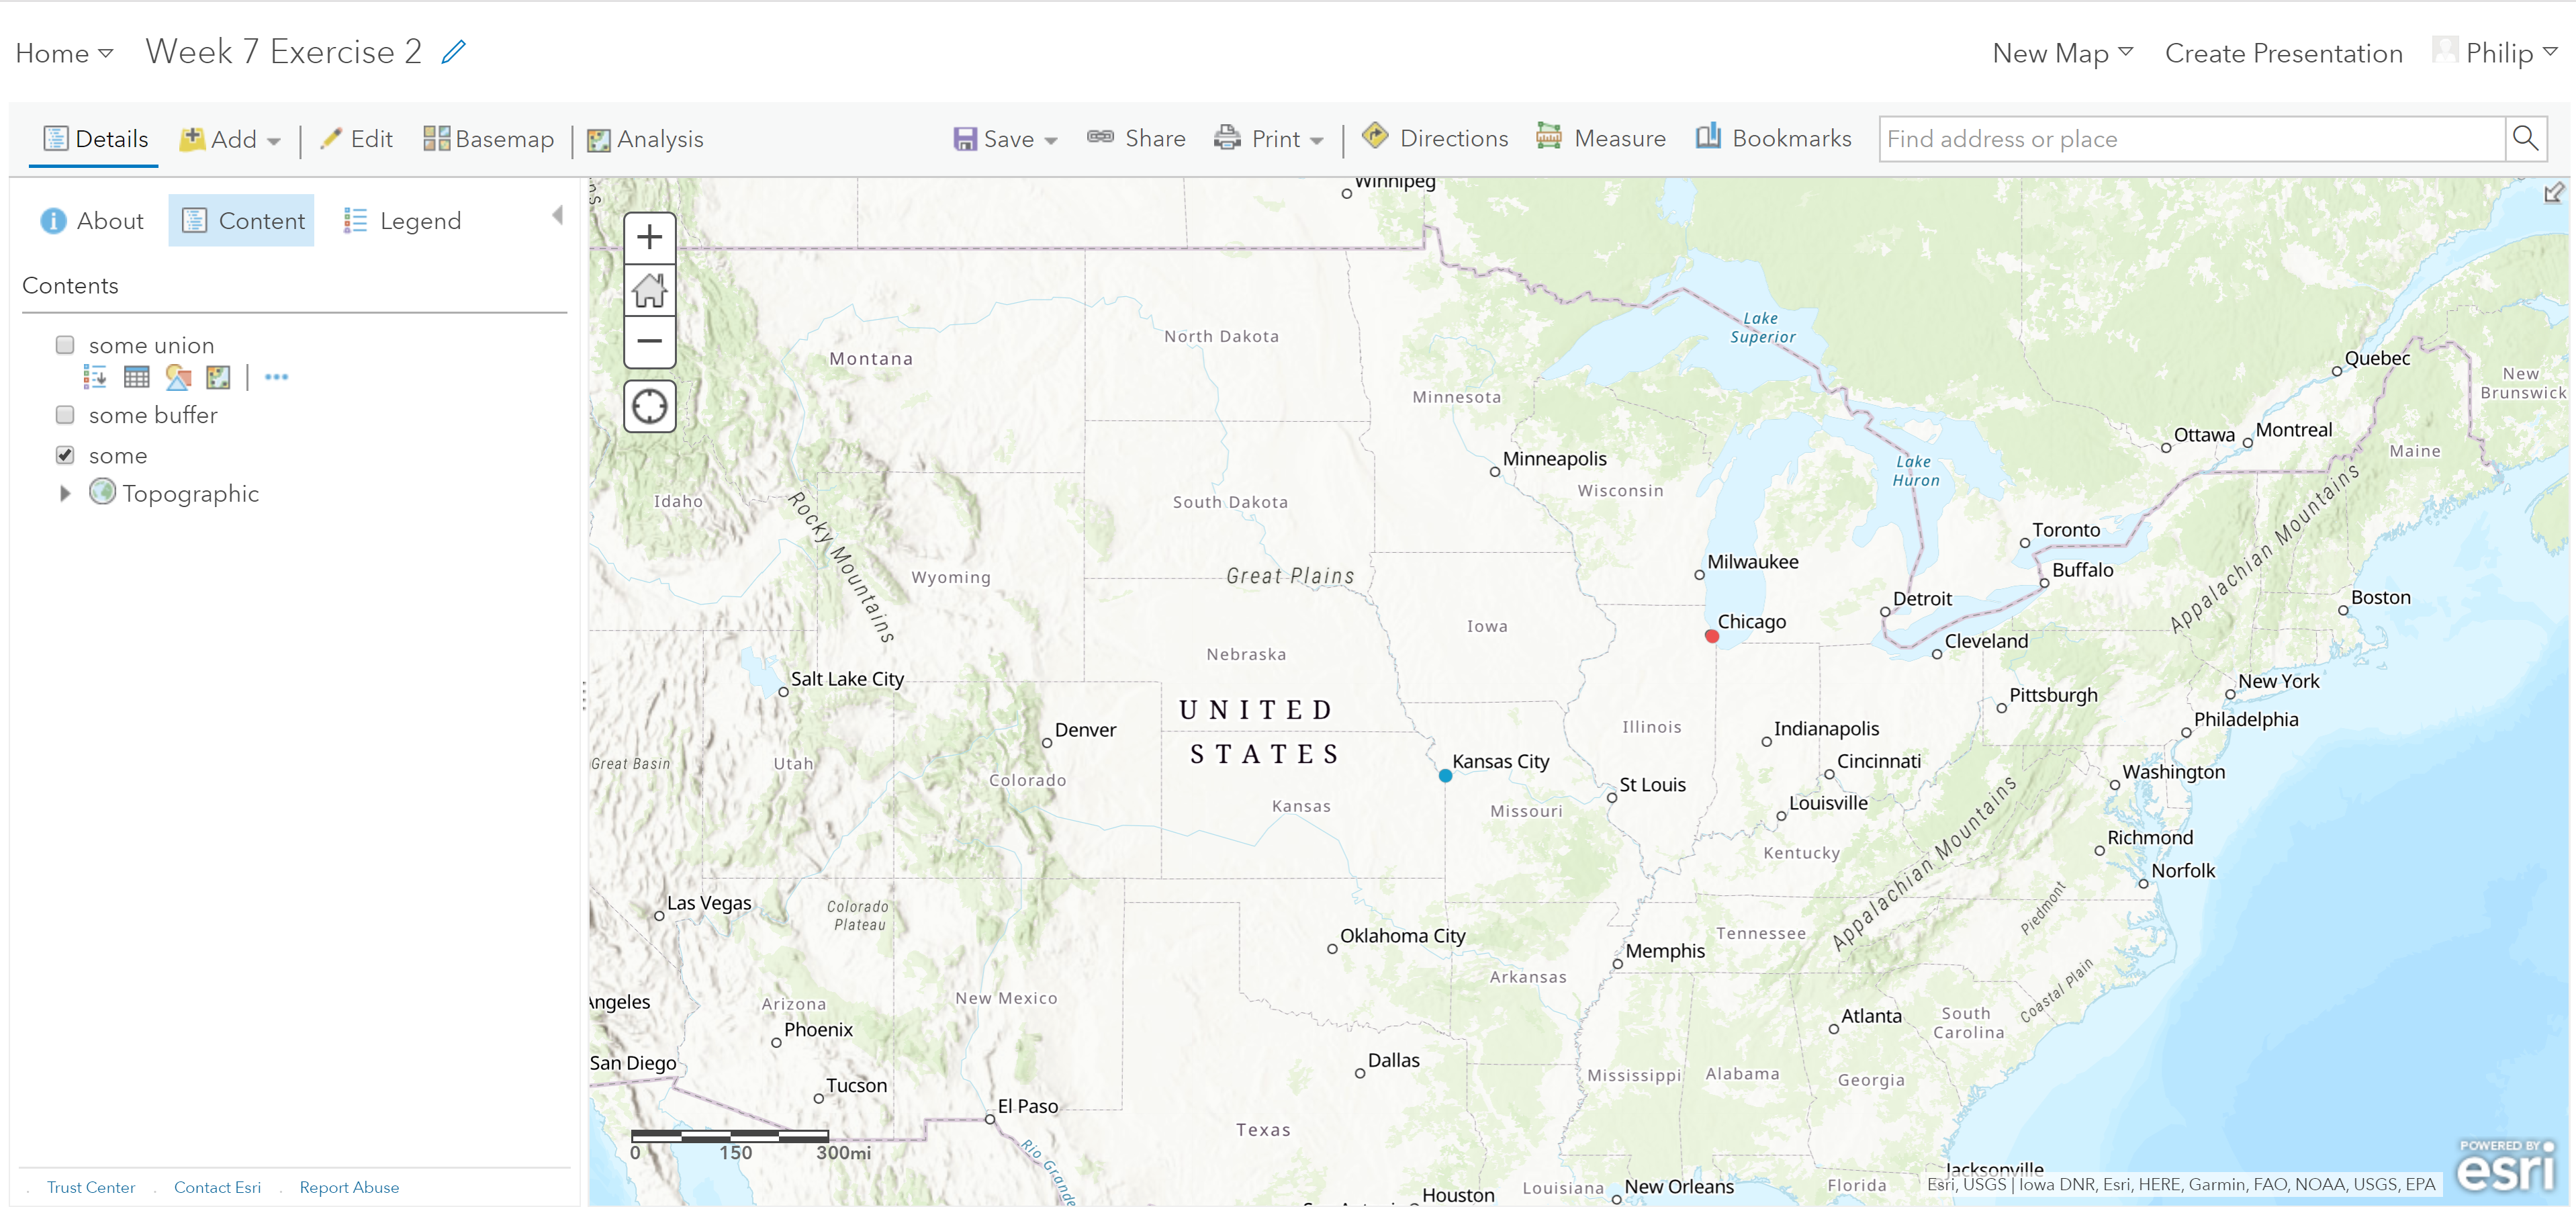 Home
Week 7 Exercise 2
New Map
Create Presentation
Philip
Details
Add
Edit
Basemap
Analysis
Save
Share
Print
Directions
Measure
Bookmarks
Find address or place
About
Content
Legend
Contents
some union
some buffer
some
Topographic
Trust Center
Contact Esri
Report Abuse
Winnipeg
Lake
Superior
North Dakota
Montana
Quebec
New
Brunswick
Minnesota
Ottawa
Montreal
Maine
Minneapolis
Lake
Huron
Wisconsin
Idaho
South Dakota
Rocky Mountains
Toronto
Appalachian Mountains
Milwaukee
Buffalo
Great Plains
Wyoming
Detroit
Boston
Chicago
Iowa
Cleveland
Nebraska
Salt Lake City
New York
Pittsburgh
UNITED
STATES
Philadelphia
Illinois
Indianapolis
Denver
Great Basin
Utah
Kansas City
Cincinnati
Washington
Colorado
St Louis
Kansas
Missouri
Louisville
Richmond
Kentucky
Appalachian Mountains
Norfolk
Las Vegas
Colorado
Plateau
Piedmont
Oklahoma City
Tennessee
Memphis
Arkansas
Coastal Plain
Angeles
Arizona
New Mexico
Phoenix
Atlanta
South
Carolina
San Diego
Dallas
Mississippi
Alabama
Georgia
Tucson
El Paso
Texas
0 150 300mi
Rio Grande
Jacksonville
Houston
Louisiana
New Orleans
Florida
Esri, USGS | Iowa DNR, Esri, HERE, Garmin, FAO, NOAA, USGS, EPA
POWERED BY
esri